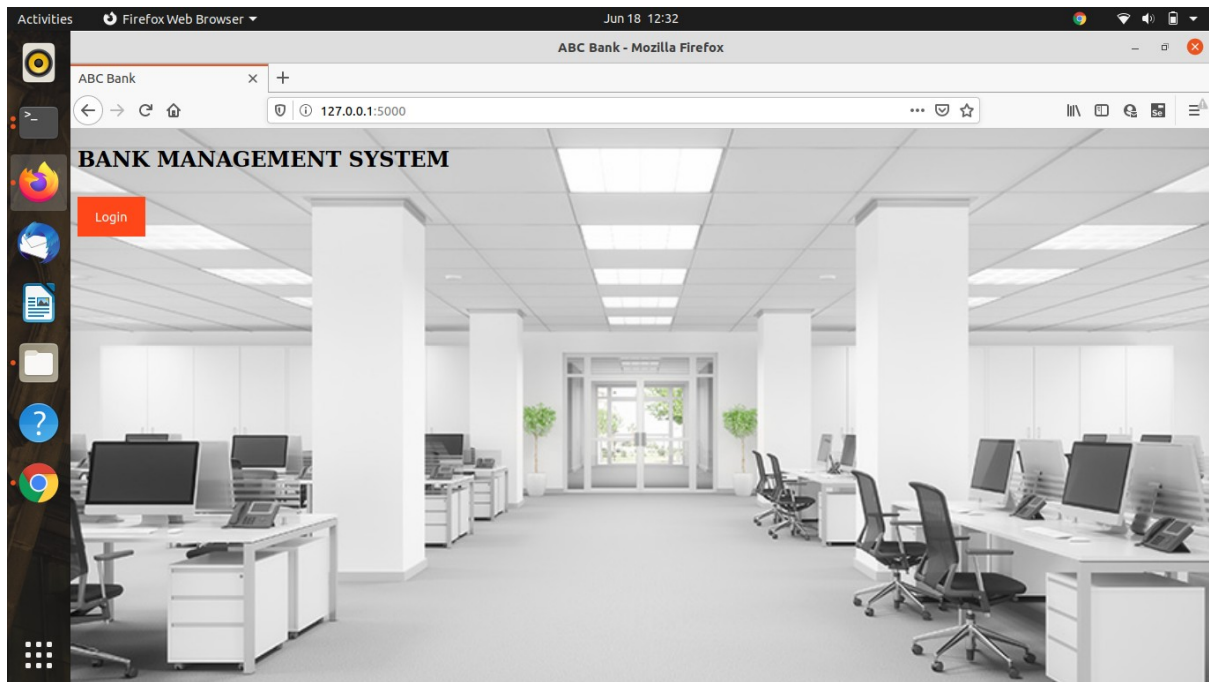 Activities Firefox Web Browser Jun 18 12:32
ABC Bank - Mozilla Firefox
ABC Bank
127.0.0.1:5000
Se
BANK MANAGEMENT SYSTEM
Login